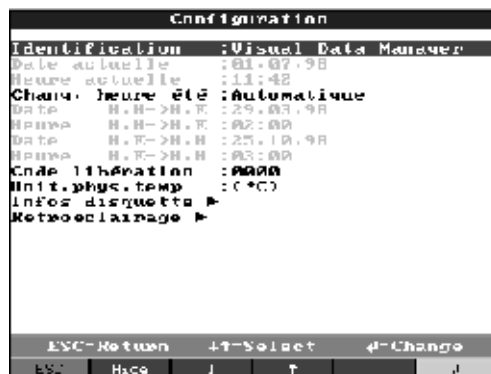 Configuration
Identification :Visual Data Manager
Date actuelle :01.07.98
Heure actuelle :11:42
Chang. heure été :Automatique
Date H.H->H.E :29.03.98
Heure H.H->H.E :02:00
Date H.E->H.H :25.10.98
Heure H.E->H.H :03:00
Code libération :0000
Unit.phys.temp :(°C)
Infos disquette ►
Retroeclairage ►
ESC=Return ↓↑=Select ↵=Change
ESC ↓ ↑ ↵